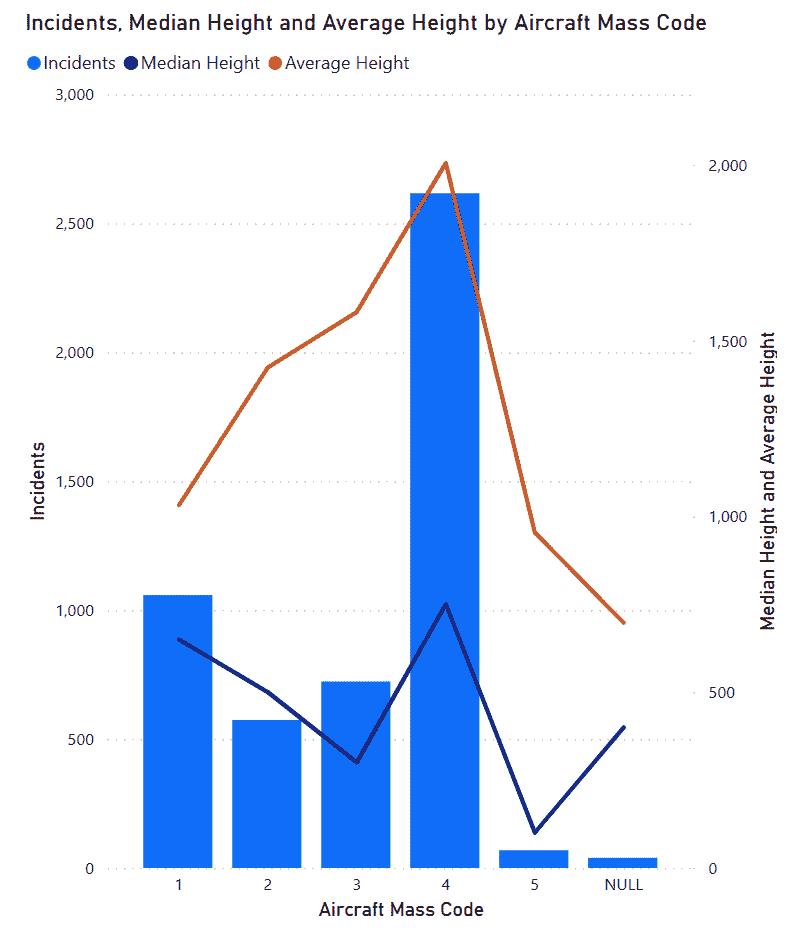 Incidents, Median Height and Average Height by Aircraft Mass Code
Incidents Median Height Average Height
3,000
2,500
2,000
1,500
1,000
500
0
Incidents
2,000
1,500
1,000
500
0
Median Height and Average Height
1 2 3 4 5 NULL
Aircraft Mass Code